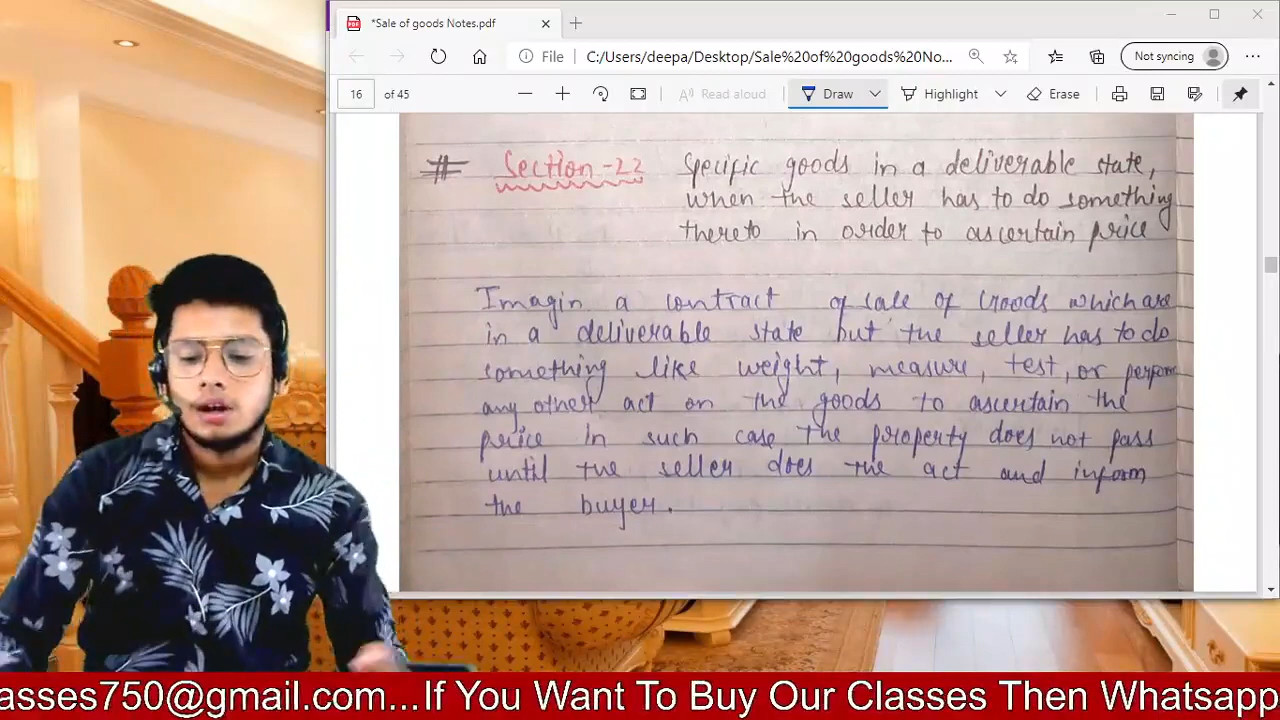 *Sale of goods Notes.pdf
File
C:/Users/deepa/Desktop/Sale%20of%20goods%20No...
Not syncing
16 of 45
Read aloud
Draw
Highlight
Erase
# Section -22 Specific goods in a deliverable state,
when the seller has to do something
thereto in order to ascertain price
Imagin a contract of sale of Goods which are
in a deliverable state but the seller has to do
something like weight, measure, test, or perform
any other act on the goods to ascertain the
price in such case the property does not pass
until the seller does the act and inform
the buyer.
lasses750@gmail.com...If You Want To Buy Our Classes Then Whatsapp